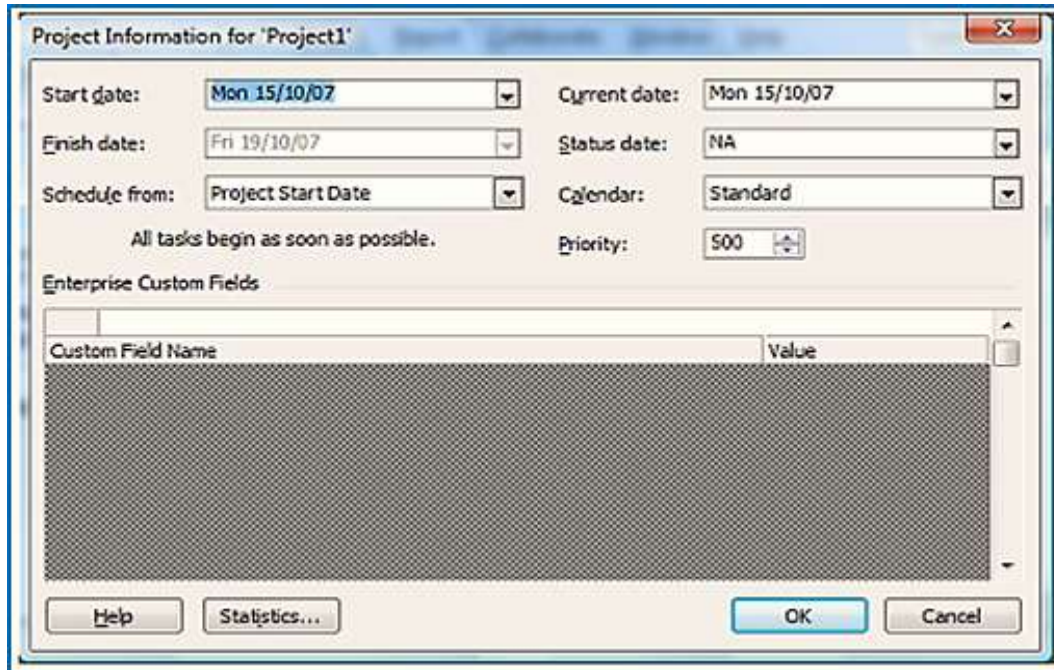 Project Information for 'Project1'
Start date: Mon 15/10/07 Current date: Mon 15/10/07
Finish date: Fri 19/10/07 Status date: NA
Schedule from: Project Start Date Calendar: Standard
All tasks begin as soon as possible. Priority: 500
Enterprise Custom Fields
Custom Field Name Value
Help Statistics... OK Cancel